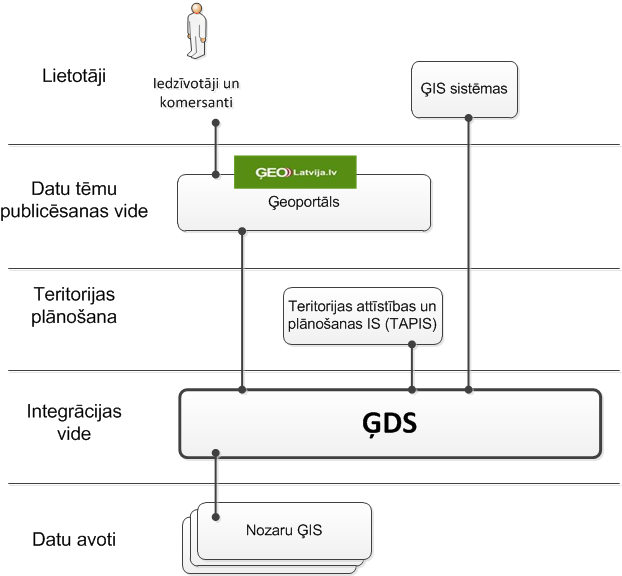 Lietotāji
Iedzīvotāji un
komersanti
ĢIS sistēmas
Datu tēmu
publicēsanas vide
ĢEO Latvija.lv
Ģeoportāls
Teritorijas
plānošana
Teritorijas attīstības un
plānošanas IS (TAPIS)
Integrācijas
vide
ĢDS
Datu avoti
Nozaru ĢIS